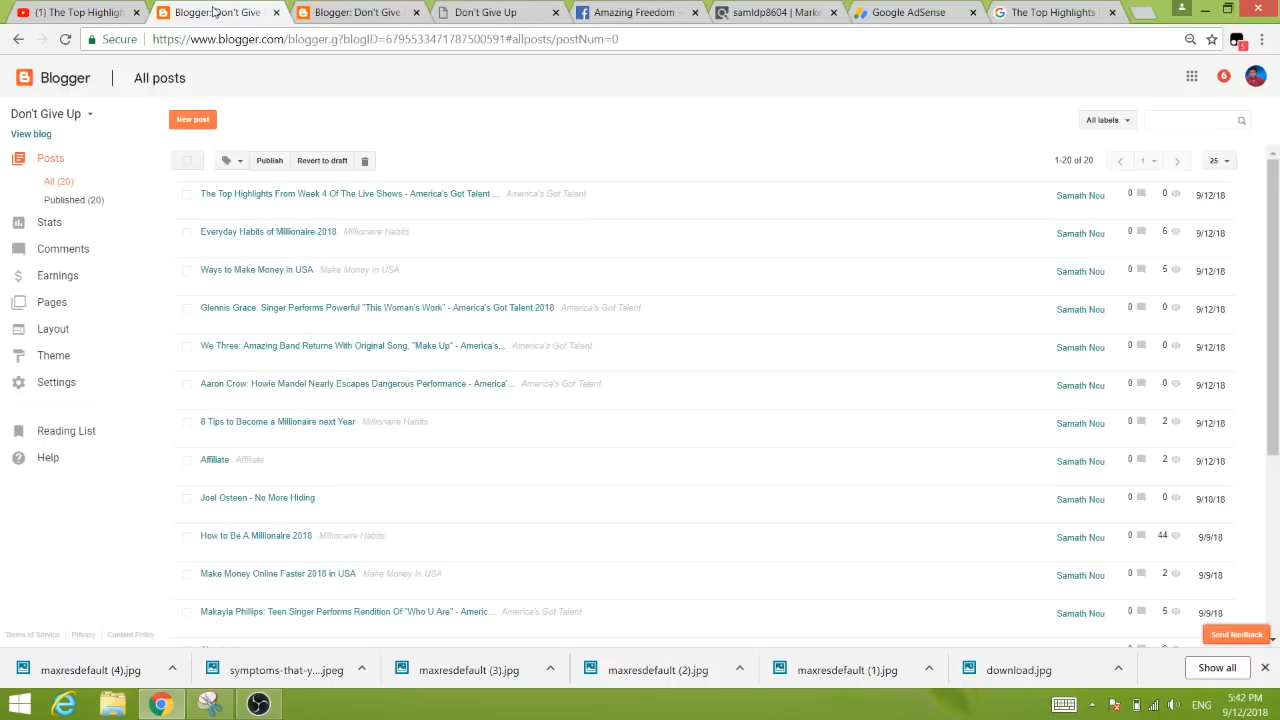 The Top Highlights
Blogger: Don't Give
Blogger: Don't Give U
Don't Give Up
Amazing Freedom -
samldp8604 | Marke
Google AdSense
The Top Highlights
Secure
https://www.blogger.com/blogger.g?blogID=6795533471787500591#allposts/postNum=0
5
Blogger
All posts
6
Don't Give Up
View blog
Posts
All (20)
Published (20)
Stats
Comments
Earnings
Pages
Layout
Theme
Settings
Reading List
Help
Terms of Service | Privacy | Content Policy
New post
All labels
Publish
Revert to draft
1-20 of 20
1
25
The Top Highlights From Week 4 Of The Live Shows - America's Got Talent ... America's Got Talent Samath Nou 0 0 9/12/18
Everyday Habits of Millionaire 2018 Millionaire Habits Samath Nou 0 6 9/12/18
Ways to Make Money in USA Make Money In USA Samath Nou 0 5 9/12/18
Glennis Grace: Singer Performs Powerful "This Woman's Work" - America's Got Talent 2018 America's Got Talent Samath Nou 0 0 9/12/18
We Three: Amazing Band Returns With Original Song, "Make Up" - America's... America's Got Talent Samath Nou 0 0 9/12/18
Aaron Crow: Howie Mandel Nearly Escapes Dangerous Performance - America'... America's Got Talent Samath Nou 0 0 9/12/18
8 Tips to Become a Millionaire next Year Millionaire Habits Samath Nou 0 2 9/12/18
Affiliate Affiliate Samath Nou 0 2 9/12/18
Joel Osteen - No More Hiding Samath Nou 0 0 9/10/18
How to Be A Millionaire 2018 Millionaire Habits Samath Nou 0 44 9/9/18
Make Money Online Faster 2018 in USA Make Money In USA Samath Nou 0 2 9/9/18
Makayla Phillips: Teen Singer Performs Rendition Of "Who U Are" - Americ... America's Got Talent Samath Nou 0 5 9/9/18
Send feedback
maxresdefault (4).jpg
symptoms-that-y....jpeg
maxresdefault (3).jpg
maxresdefault (2).jpg
maxresdefault (1).jpg
download.jpg
Show all
ENG
5:42 PM
9/12/2018